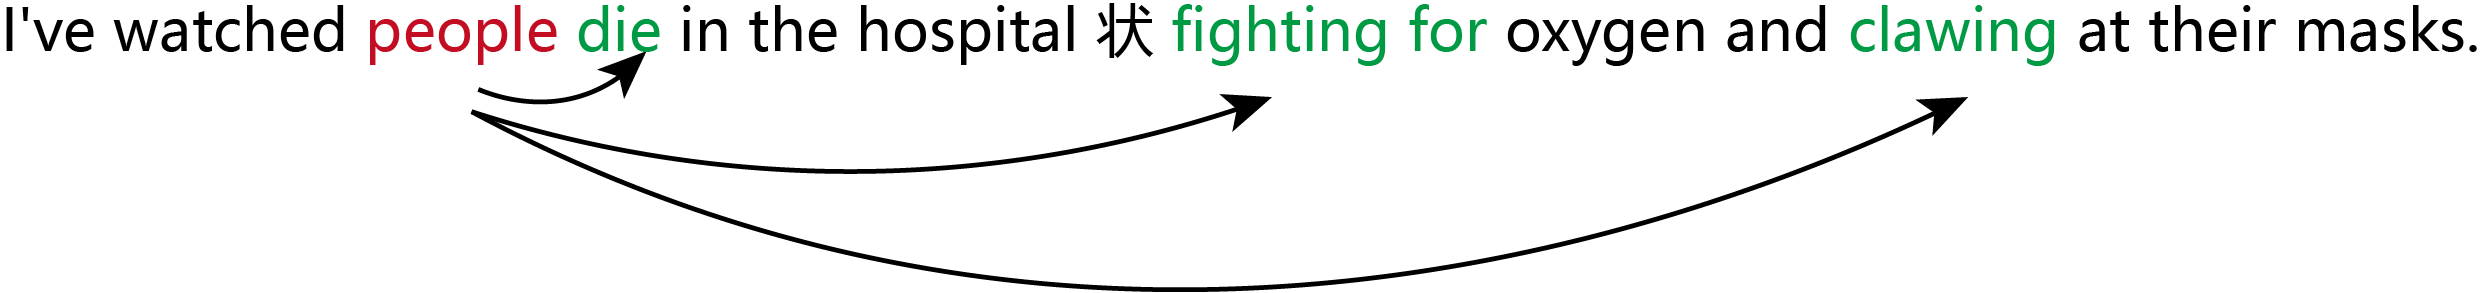 I've watched people die in the hospital 状 fighting for oxygen and clawing at their masks.